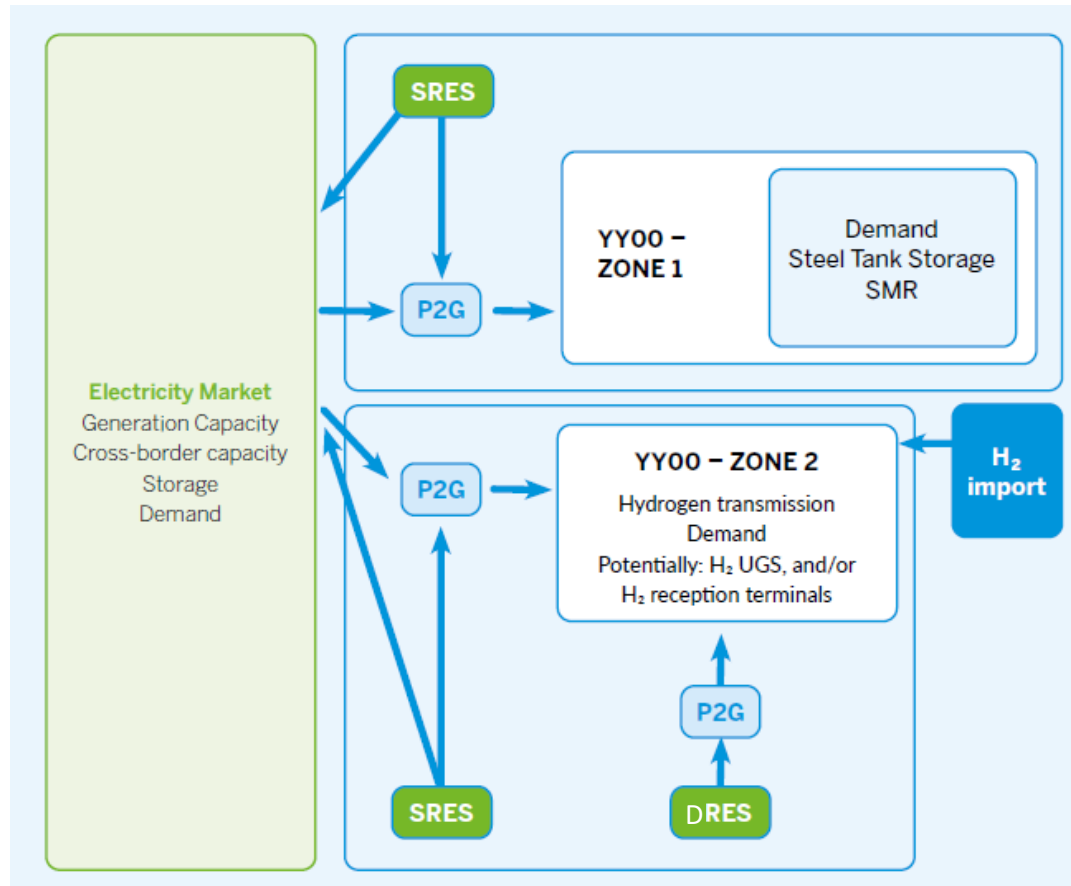 SRES
YY00 –
ZONE 1
Demand
Steel Tank Storage
SMR
P2G
Electricity Market
Generation Capacity
Cross-border capacity
Storage
Demand
P2G
YY00 – ZONE 2
Hydrogen transmission
Demand
Potentially: H₂ UGS, and/or
H₂ reception terminals
H₂
import
P2G
SRES
DRES